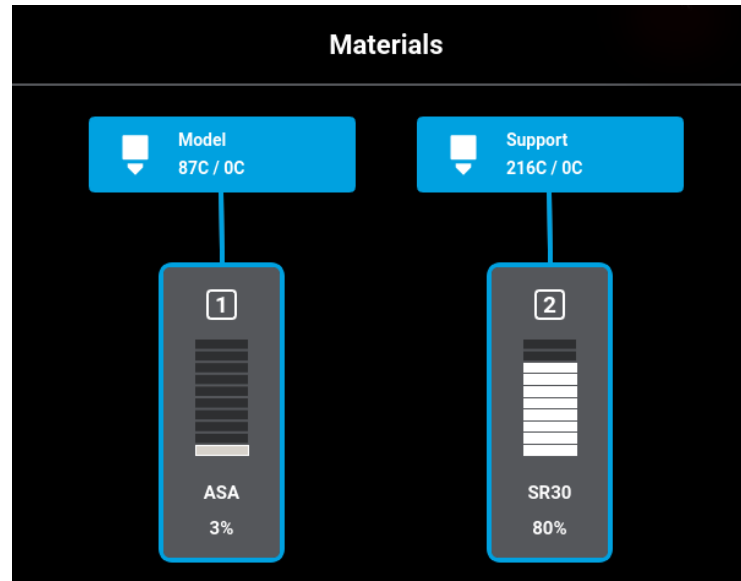 Materials
Model
87C / 0C
Support
216C / 0C
1
ASA
3%
2
SR30
80%